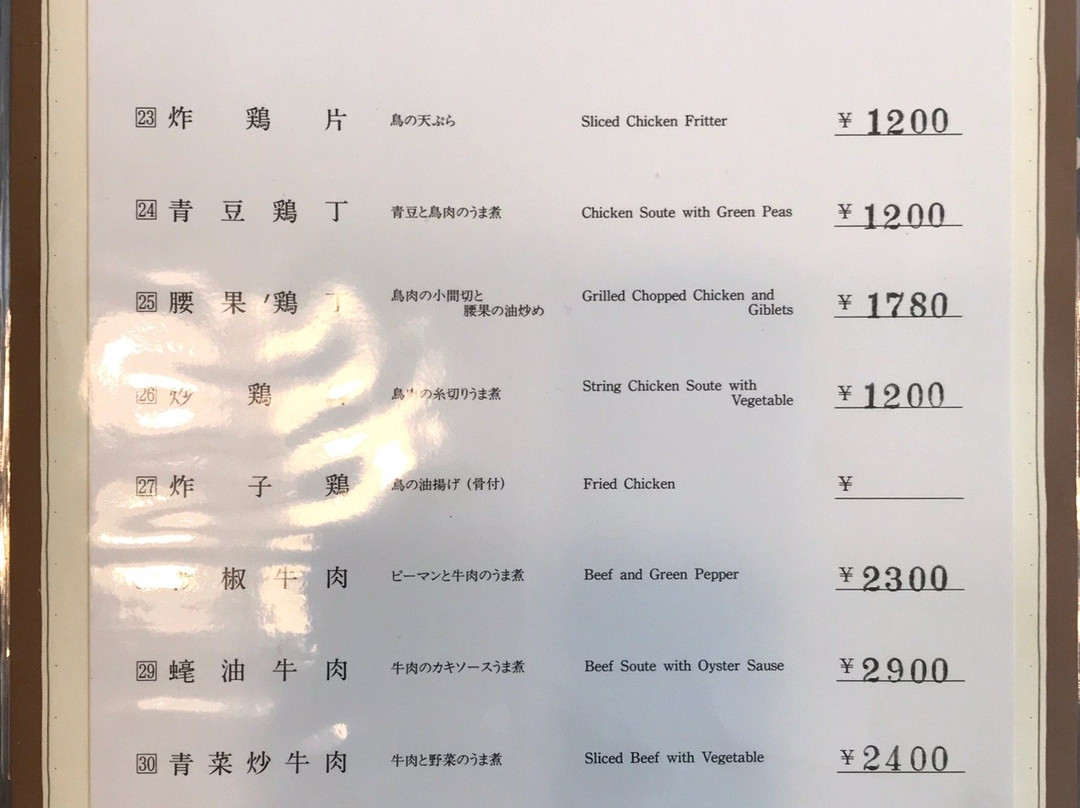 23 炸鶏片 鳥の天ぷら Sliced Chicken Fritter ¥ 1200
24 青豆鶏丁 青豆と鳥肉のうま煮 Chicken Soute with Green Peas ¥ 1200
25 腰果鶏 鳥肉の小間切と Grilled Chopped Chicken and ¥ 1780
腰果の油炒め Giblets
26 鶏 の糸切りうま煮 String Chicken Soute with ¥ 1200
Vegetable
27 炸子鶏 鳥の油揚げ (骨付) Fried Chicken ¥
椒牛肉 ピーマンと牛肉のうま煮 Beef and Green Pepper ¥ 2300
29 蠔油牛肉 牛肉のカキソースうま煮 Beef Soute with Oyster Sause ¥ 2900
30 青菜炒牛肉 牛肉と野菜のうま煮 Sliced Beef with Vegetable ¥ 2400